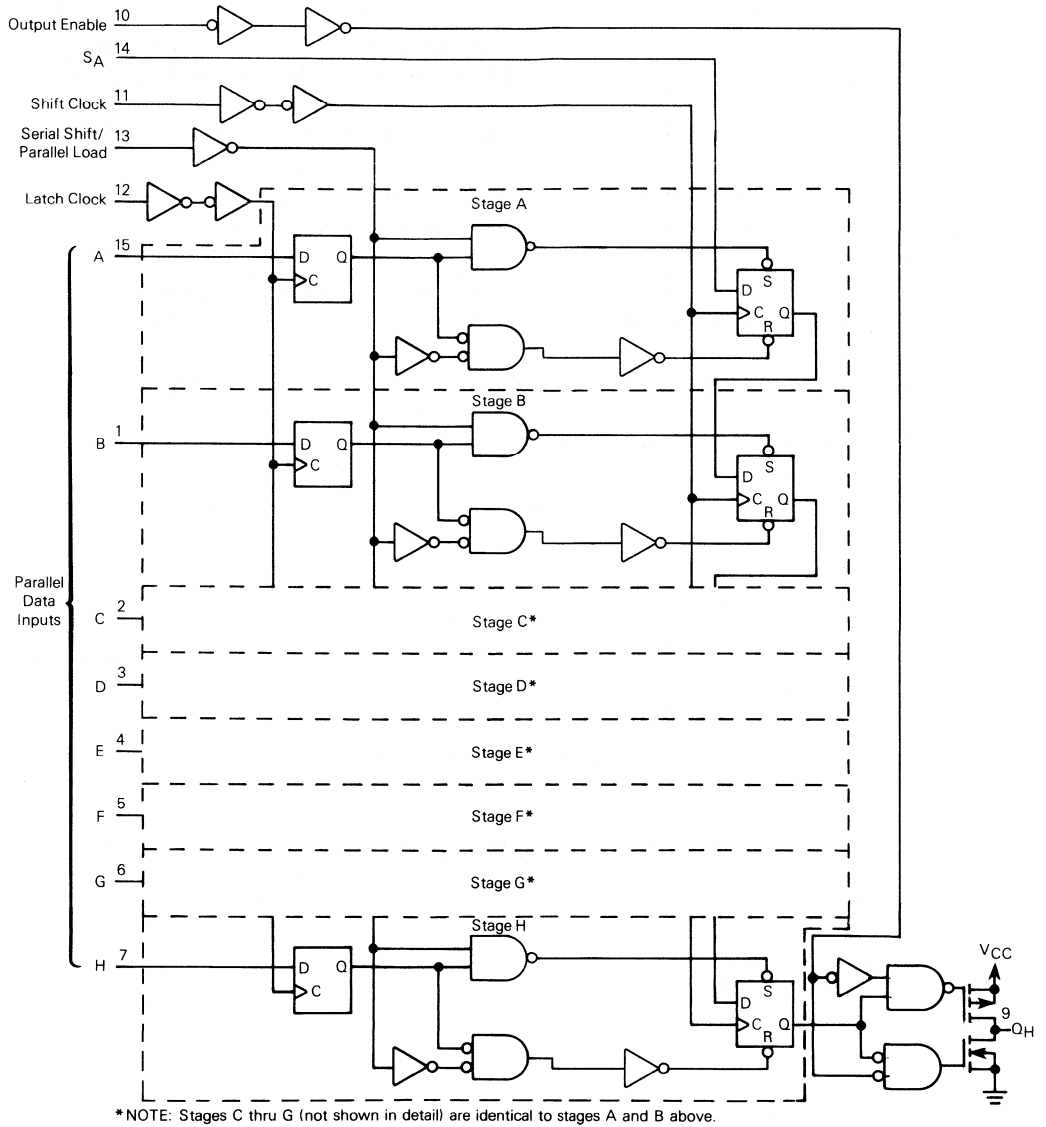 Output Enable 10
SA 14
Shift Clock 11
Serial Shift/ 13
Parallel Load
Latch Clock 12
Stage A
A 15
D Q
C
S
D
C Q
R
Stage B
B 1
D Q
C
S
D
C Q
R
Parallel
Data
Inputs
C 2
Stage C*
D 3
Stage D*
E 4
Stage E*
F 5
Stage F*
G 6
Stage G*
Stage H
H 7
D Q
C
S
D
C Q
R
VCC
9
QH
*NOTE: Stages C thru G (not shown in detail) are identical to stages A and B above.